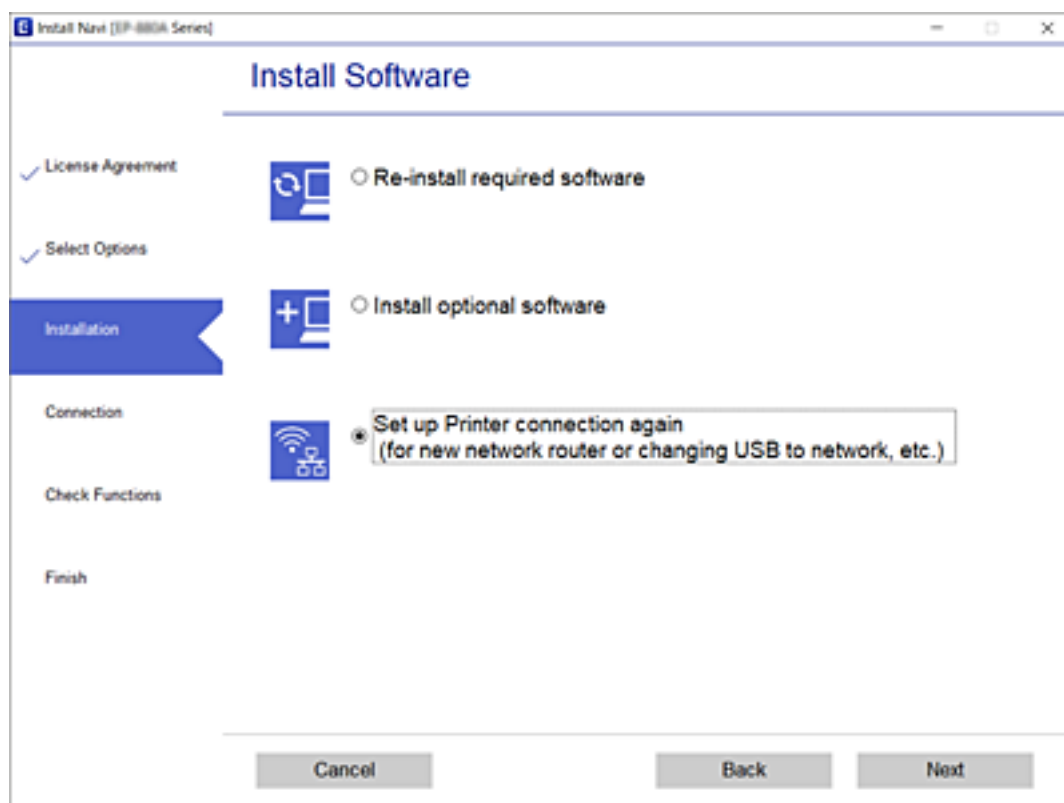 Install Navi [EP-880A Series]
Install Software
License Agreement
Select Options
Installation
Connection
Check Functions
Finish
Re-install required software
Install optional software
Set up Printer connection again
(for new network router or changing USB to network, etc.)
Cancel
Back
Next